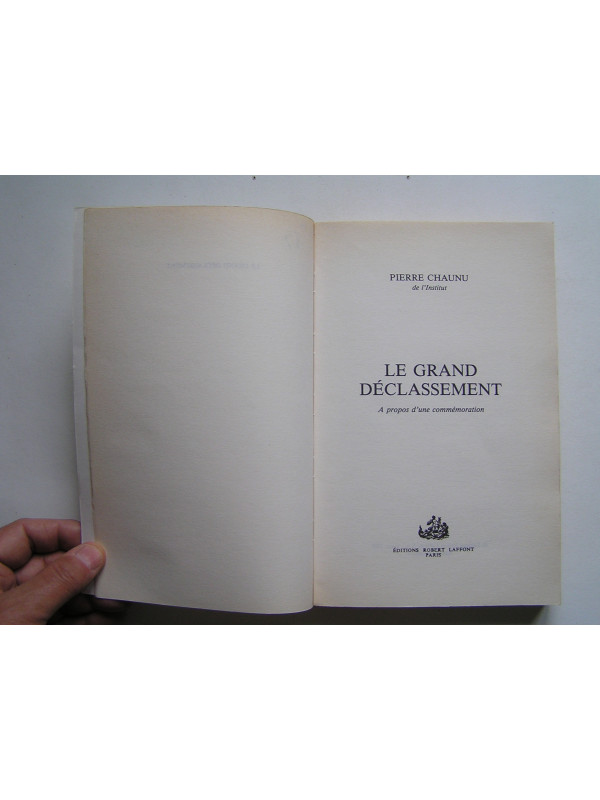 PIERRE CHAUNU
de l'Institut
LE GRAND
DÉCLASSEMENT
A propos d'une commémoration
ÉDITIONS ROBERT LAFFONT
PARIS